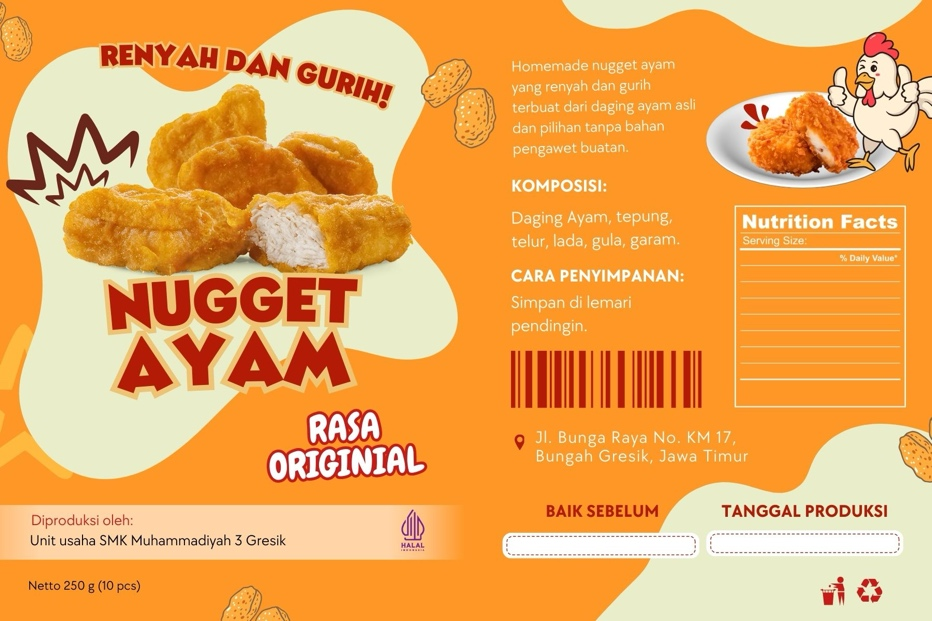 RENYAH DAN GURIH!
NUGGET
AYAM
RASA
ORIGINIAL
Diproduksi oleh:
Unit usaha SMK Muhammadiyah 3 Gresik
HALAL
INDONESIA
Netto 250 g (10 pcs)
Homemade nugget ayam
yang renyah dan gurih
terbuat dari daging ayam asli
dan pilihan tanpa bahan
pengawet buatan.
KOMPOSISI:
Daging Ayam, tepung,
telur, lada, gula, garam.
CARA PENYIMPANAN:
Simpan di lemari
pendingin.
Nutrition Facts
Serving Size:
% Daily Value*
Jl. Bunga Raya No. KM 17,
Bungah Gresik, Jawa Timur
BAIK SEBELUM
TANGGAL PRODUKSI